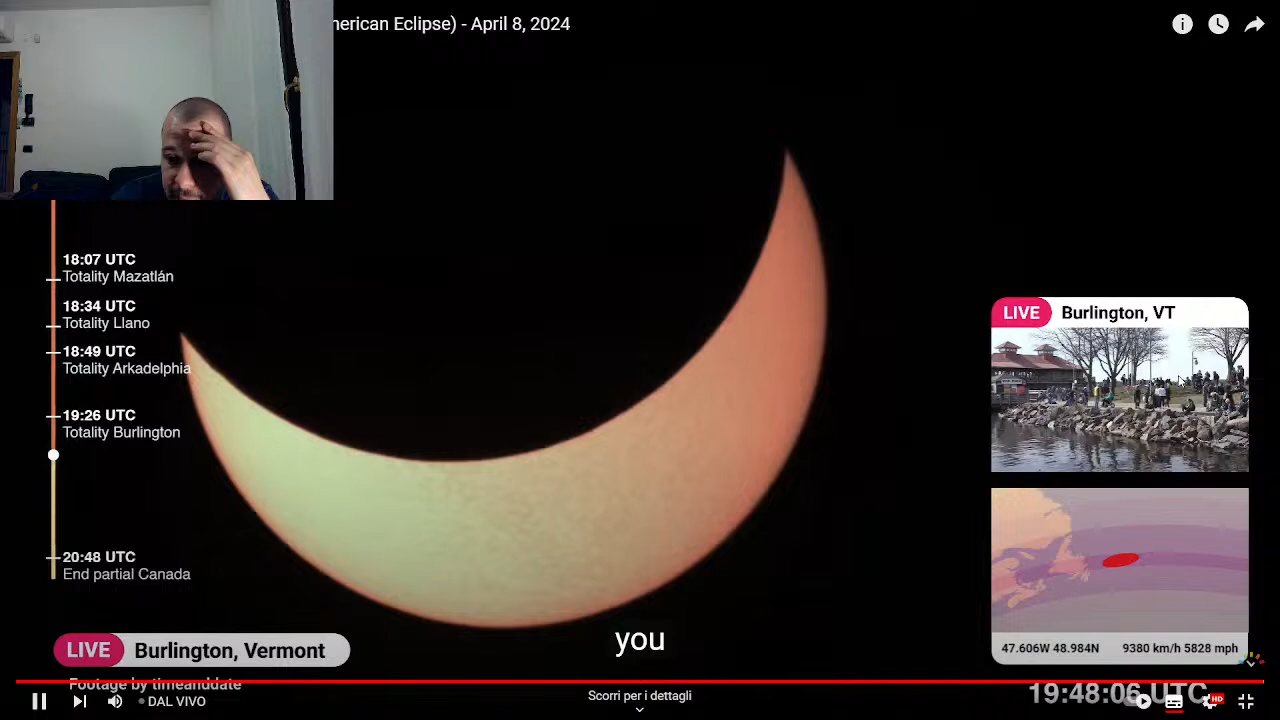 nerican Eclipse) - April 8, 2024
18:07 UTC
Totality Mazatlán
18:34 UTC
Totality Llano
18:49 UTC
Totality Arkadelphia
19:26 UTC
Totality Burlington
20:48 UTC
End partial Canada
LIVE Burlington, VT
47.606W 48.984N 9380 km/h 5828 mph
LIVE Burlington, Vermont
you
Footage by timeanddate
19:48:06 UTC
DAL VIVO
Scorri per i dettagli
HD